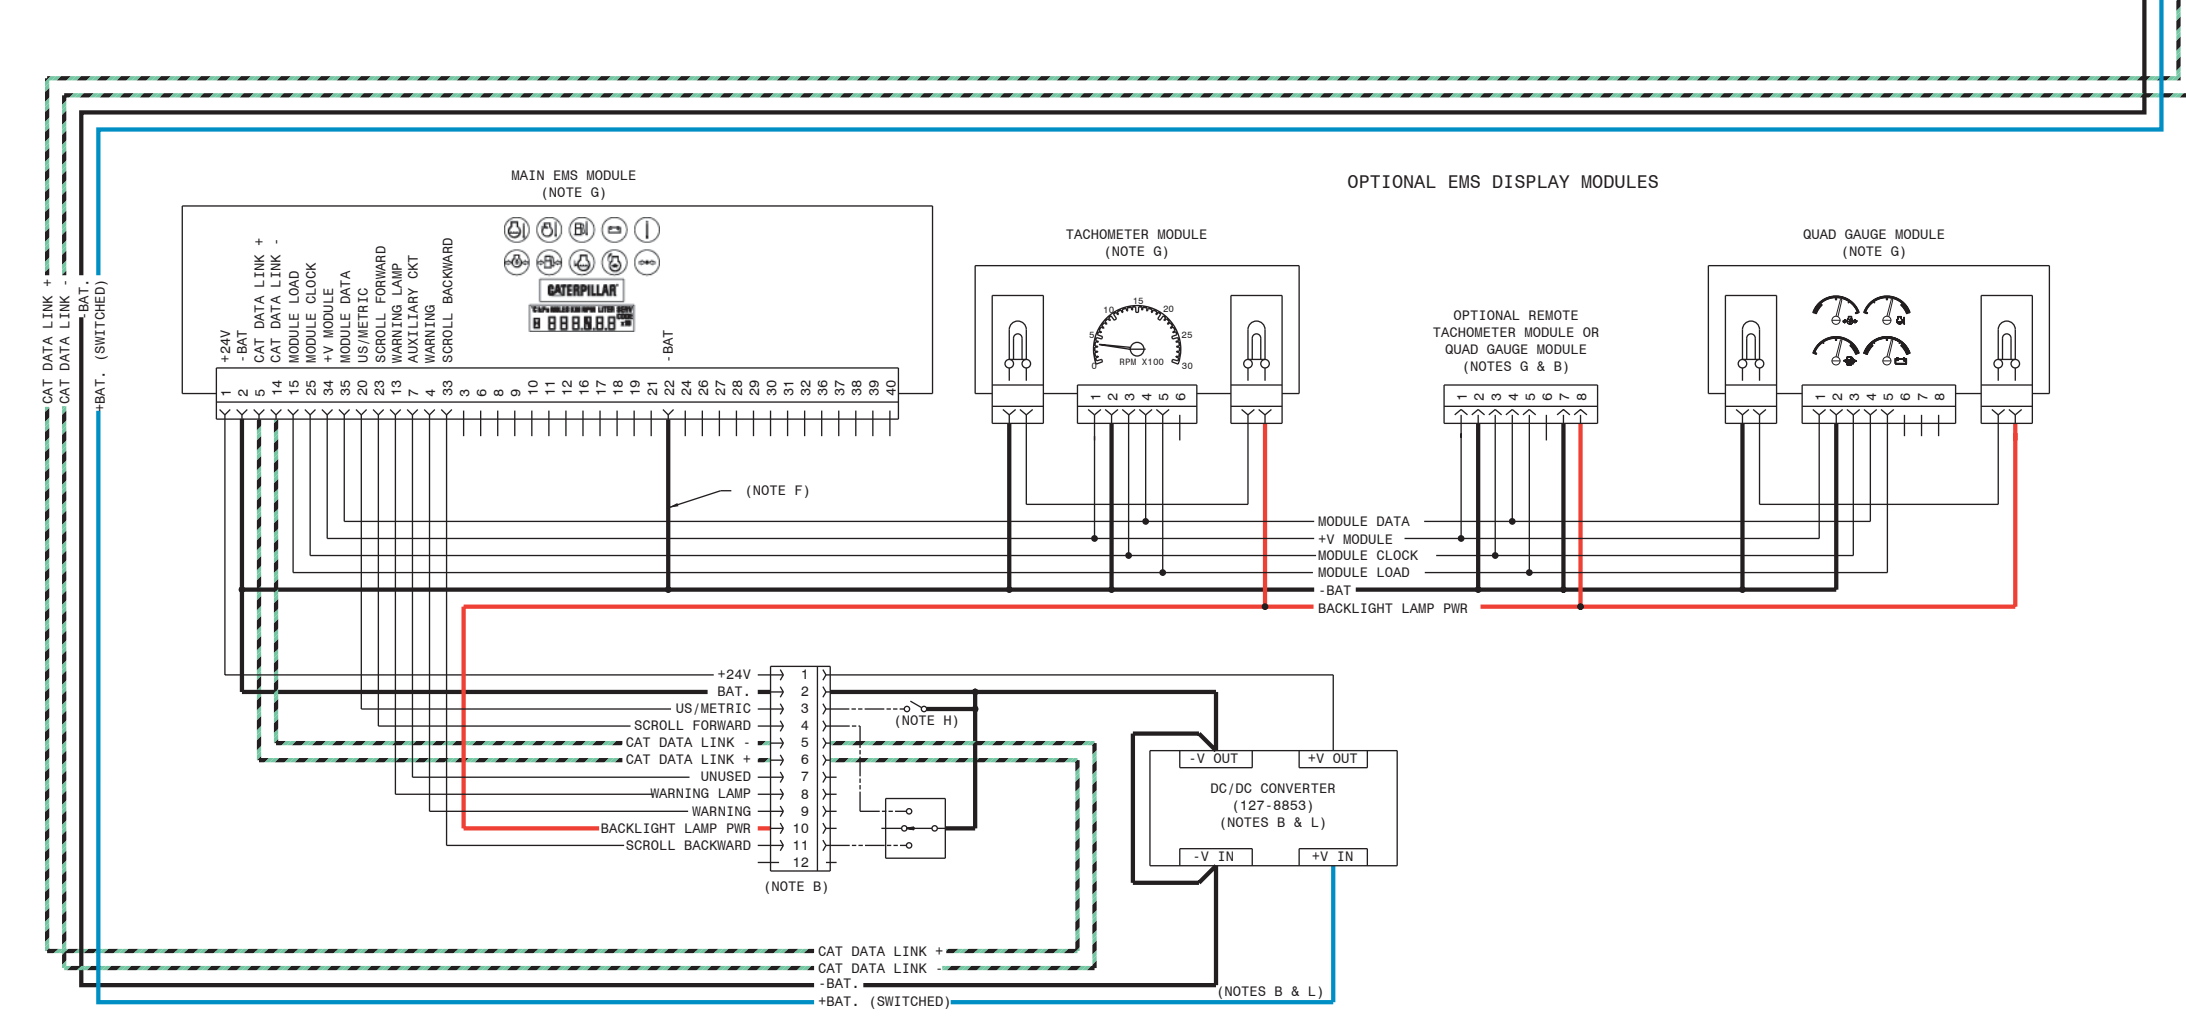 MAIN EMS MODULE
(NOTE G)
OPTIONAL EMS DISPLAY MODULES
TACHOMETER MODULE
(NOTE G)
QUAD GAUGE MODULE
(NOTE G)
OPTIONAL REMOTE
TACHOMETER MODULE OR
QUAD GAUGE MODULE
(NOTES G & B)
CAT DATA LINK +
CAT DATA LINK -
-BAT.
+BAT. (SWITCHED)
+24V
-BAT
CAT DATA LINK +
CAT DATA LINK -
MODULE LOAD
MODULE CLOCK
+V MODULE
MODULE DATA
US/METRIC
SCROLL FORWARD
WARNING LAMP
AUXILIARY CKT
WARNING
SCROLL BACKWARD
-BAT
CATERPILLAR
1 2 5 14 15 25 34 35 20 23 13 7 4 33 3 6 8 9 10 11 12 16 17 18 19 21 22 24 26 27 28 29 30 31 32 36 37 38 39 40
0 5 10 15 20 25 30
RPM X100
1 2 3 4 5 6
1 2 3 4 5 6 7 8
1 2 3 4 5 6 7 8
(NOTE F)
MODULE DATA
+V MODULE
MODULE CLOCK
MODULE LOAD
-BAT
BACKLIGHT LAMP PWR
+24V 1
BAT. 2
US/METRIC 3
SCROLL FORWARD 4
CAT DATA LINK - 5
CAT DATA LINK + 6
UNUSED 7
WARNING LAMP 8
WARNING 9
BACKLIGHT LAMP PWR 10
SCROLL BACKWARD 11
12
(NOTE B)
(NOTE H)
-V OUT +V OUT
DC/DC CONVERTER
(127-8853)
(NOTES B & L)
-V IN +V IN
CAT DATA LINK +
CAT DATA LINK -
-BAT.
+BAT. (SWITCHED)
(NOTES B & L)